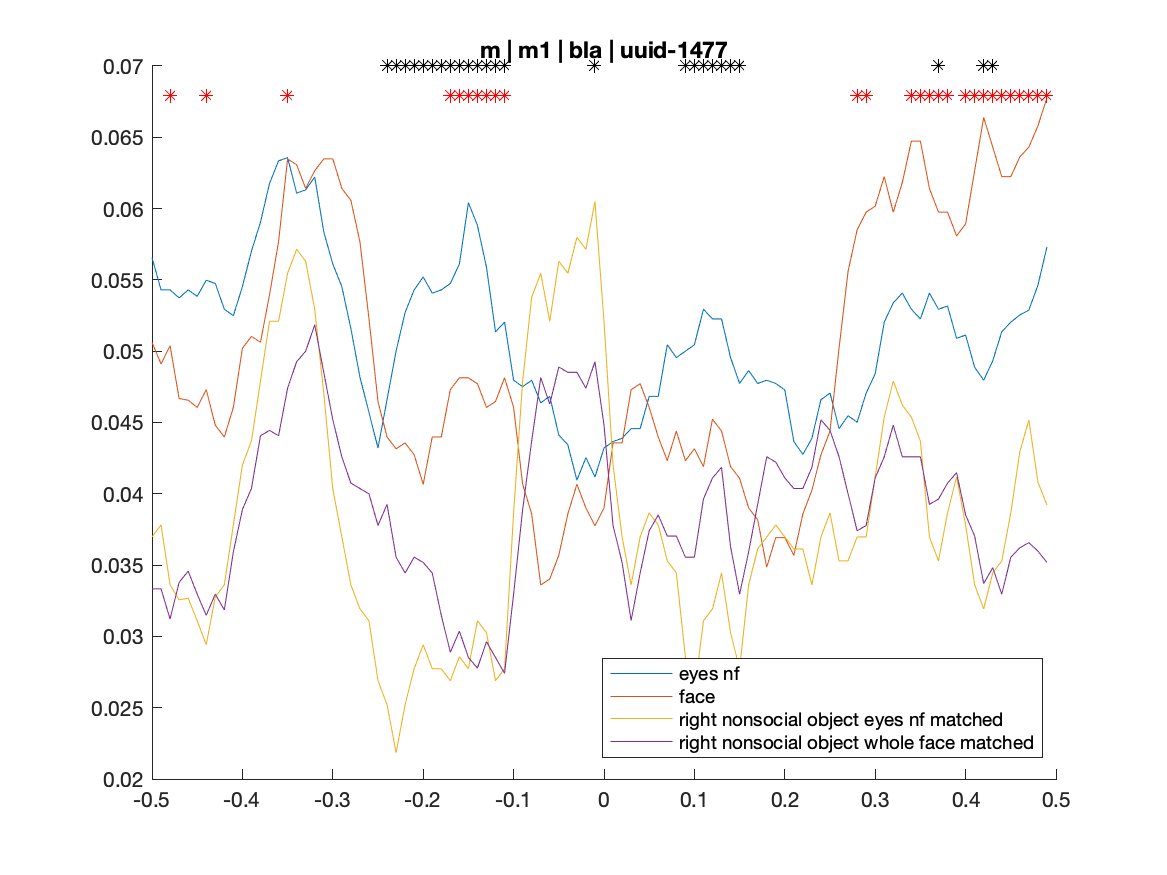 m | m1 | bla | uuid-1477
0.07
0.065
0.06
0.055
0.05
0.045
0.04
0.035
0.03
0.025
0.02
-0.5 -0.4 -0.3 -0.2 -0.1 0 0.1 0.2 0.3 0.4 0.5
eyes nf
face
right nonsocial object eyes nf matched
right nonsocial object whole face matched